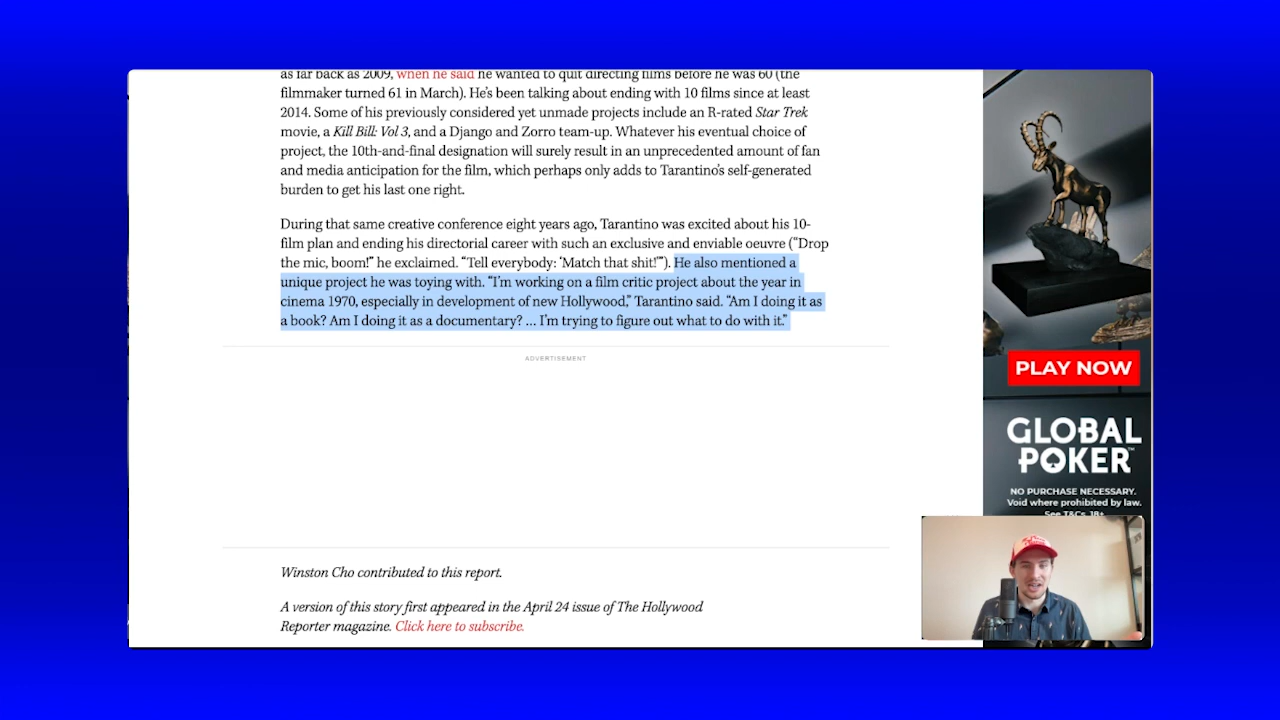 as far back as 2009, when he said he wanted to quit directing films before he was 60 (the
filmmaker turned 61 in March). He's been talking about ending with 10 films since at least
2014. Some of his previously considered yet unmade projects include an R-rated Star Trek
movie, a Kill Bill: Vol 3, and a Django and Zorro team-up. Whatever his eventual choice of
project, the 10th-and-final designation will surely result in an unprecedented amount of fan
and media anticipation for the film, which perhaps only adds to Tarantino's self-generated
burden to get his last one right.
During that same creative conference eight years ago, Tarantino was excited about his 10-
film plan and ending his directorial career with such an exclusive and enviable oeuvre (“Drop
the mic, boom!” he exclaimed. “Tell everybody: ‘Match that shit!’”). He also mentioned a
unique project he was toying with. “I'm working on a film critic project about the year in
cinema 1970, especially in development of new Hollywood,” Tarantino said. “Am I doing it as
a book? Am I doing it as a documentary? … I'm trying to figure out what to do with it.”
ADVERTISEMENT
Winston Cho contributed to this report.
A version of this story first appeared in the April 24 issue of The Hollywood
Reporter magazine. Click here to subscribe.
PLAY NOW
GLOBAL
POKER™
NO PURCHASE NECESSARY.
Void where prohibited by law.
See T&Cs. 18+